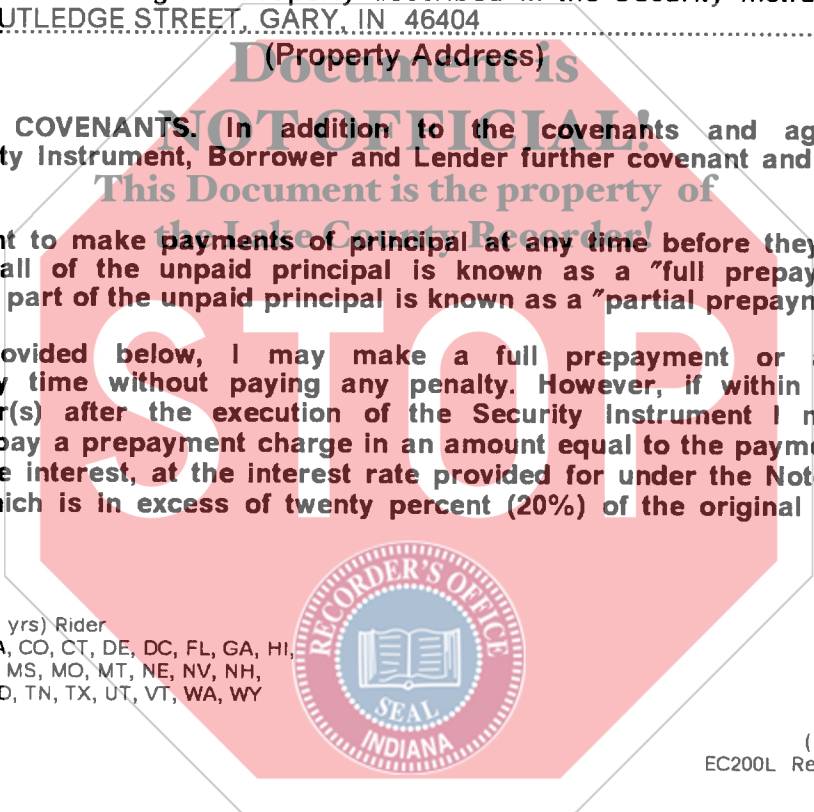 UTLEDGE STREET, GARY, IN 46404
(Property Address)
Document is
NOT OFFICIAL!
COVENANTS. In addition to the covenants and ag
ty Instrument, Borrower and Lender further covenant and
This Document is the property of
the Lake County Recorder!
nt to make payments of principal at any time before they
all of the unpaid principal is known as a "full prepay
part of the unpaid principal is known as a "partial prepaym
STOP
ovided below, I may make a full prepayment or
y time without paying any penalty. However, if within
r(s) after the execution of the Security Instrument I m
pay a prepayment charge in an amount equal to the payme
e interest, at the interest rate provided for under the Not
ich is in excess of twenty percent (20%) of the original
RECORDER'S OFFICE
SEAL
INDIANA
yrs) Rider
A, CO, CT, DE, DC, FL, GA, HI,
MS, MO, MT, NE, NV, NH,
D, TN, TX, UT, VT, WA, WY
(
EC200L Re